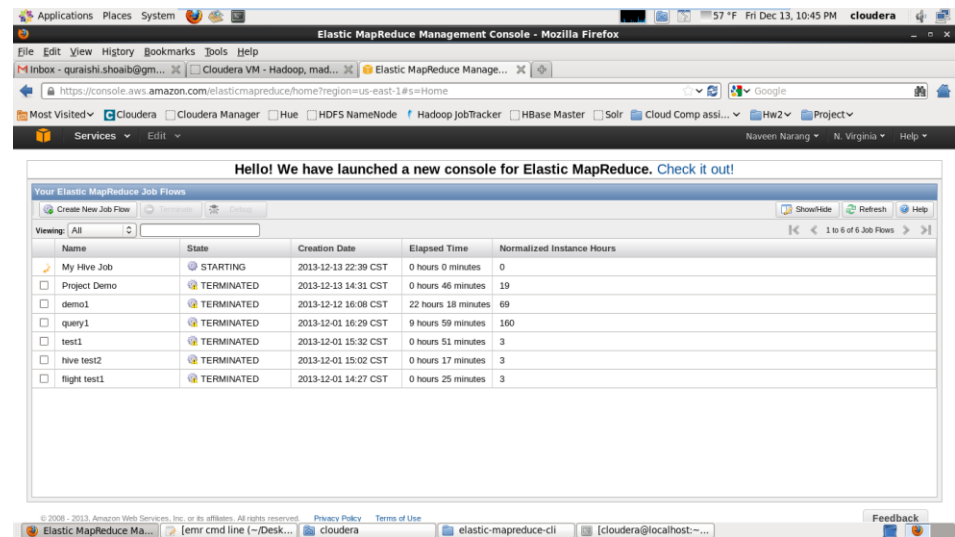 Applications Places System 57 °F Fri Dec 13, 10:45 PM cloudera
Elastic MapReduce Management Console - Mozilla Firefox
File Edit View History Bookmarks Tools Help
Inbox - quraishi.shoaib@gm... Cloudera VM - Hadoop, mad... Elastic MapReduce Manage...
https://console.aws.amazon.com/elasticmapreduce/home?region=us-east-1#s=Home Google
Most Visited Cloudera Cloudera Manager Hue HDFS NameNode Hadoop JobTracker HBase Master Solr Cloud Comp assi... Hw2 Project
Services Edit Naveen Narang N. Virginia Help
Hello! We have launched a new console for Elastic MapReduce. Check it out!
Your Elastic MapReduce Job Flows
Create New Job Flow Terminate Debug Show/Hide Refresh Help
Viewing: All 1 to 6 of 6 Job Flows
Name State Creation Date Elapsed Time Normalized Instance Hours
My Hive Job STARTING 2013-12-13 22:39 CST 0 hours 0 minutes 0
Project Demo TERMINATED 2013-12-13 14:31 CST 0 hours 46 minutes 19
demo1 TERMINATED 2013-12-12 16:08 CST 22 hours 18 minutes 69
query1 TERMINATED 2013-12-01 16:29 CST 9 hours 59 minutes 160
test1 TERMINATED 2013-12-01 15:32 CST 0 hours 51 minutes 3
hive test2 TERMINATED 2013-12-01 15:02 CST 0 hours 17 minutes 3
flight test1 TERMINATED 2013-12-01 14:27 CST 0 hours 25 minutes 3
© 2008 - 2013, Amazon Web Services, Inc. or its affiliates. All rights reserved. Privacy Policy Terms of Use Feedback
Elastic MapReduce Ma... [emr cmd line (~/Desk... cloudera elastic-mapreduce-cli [cloudera@localhost:~...